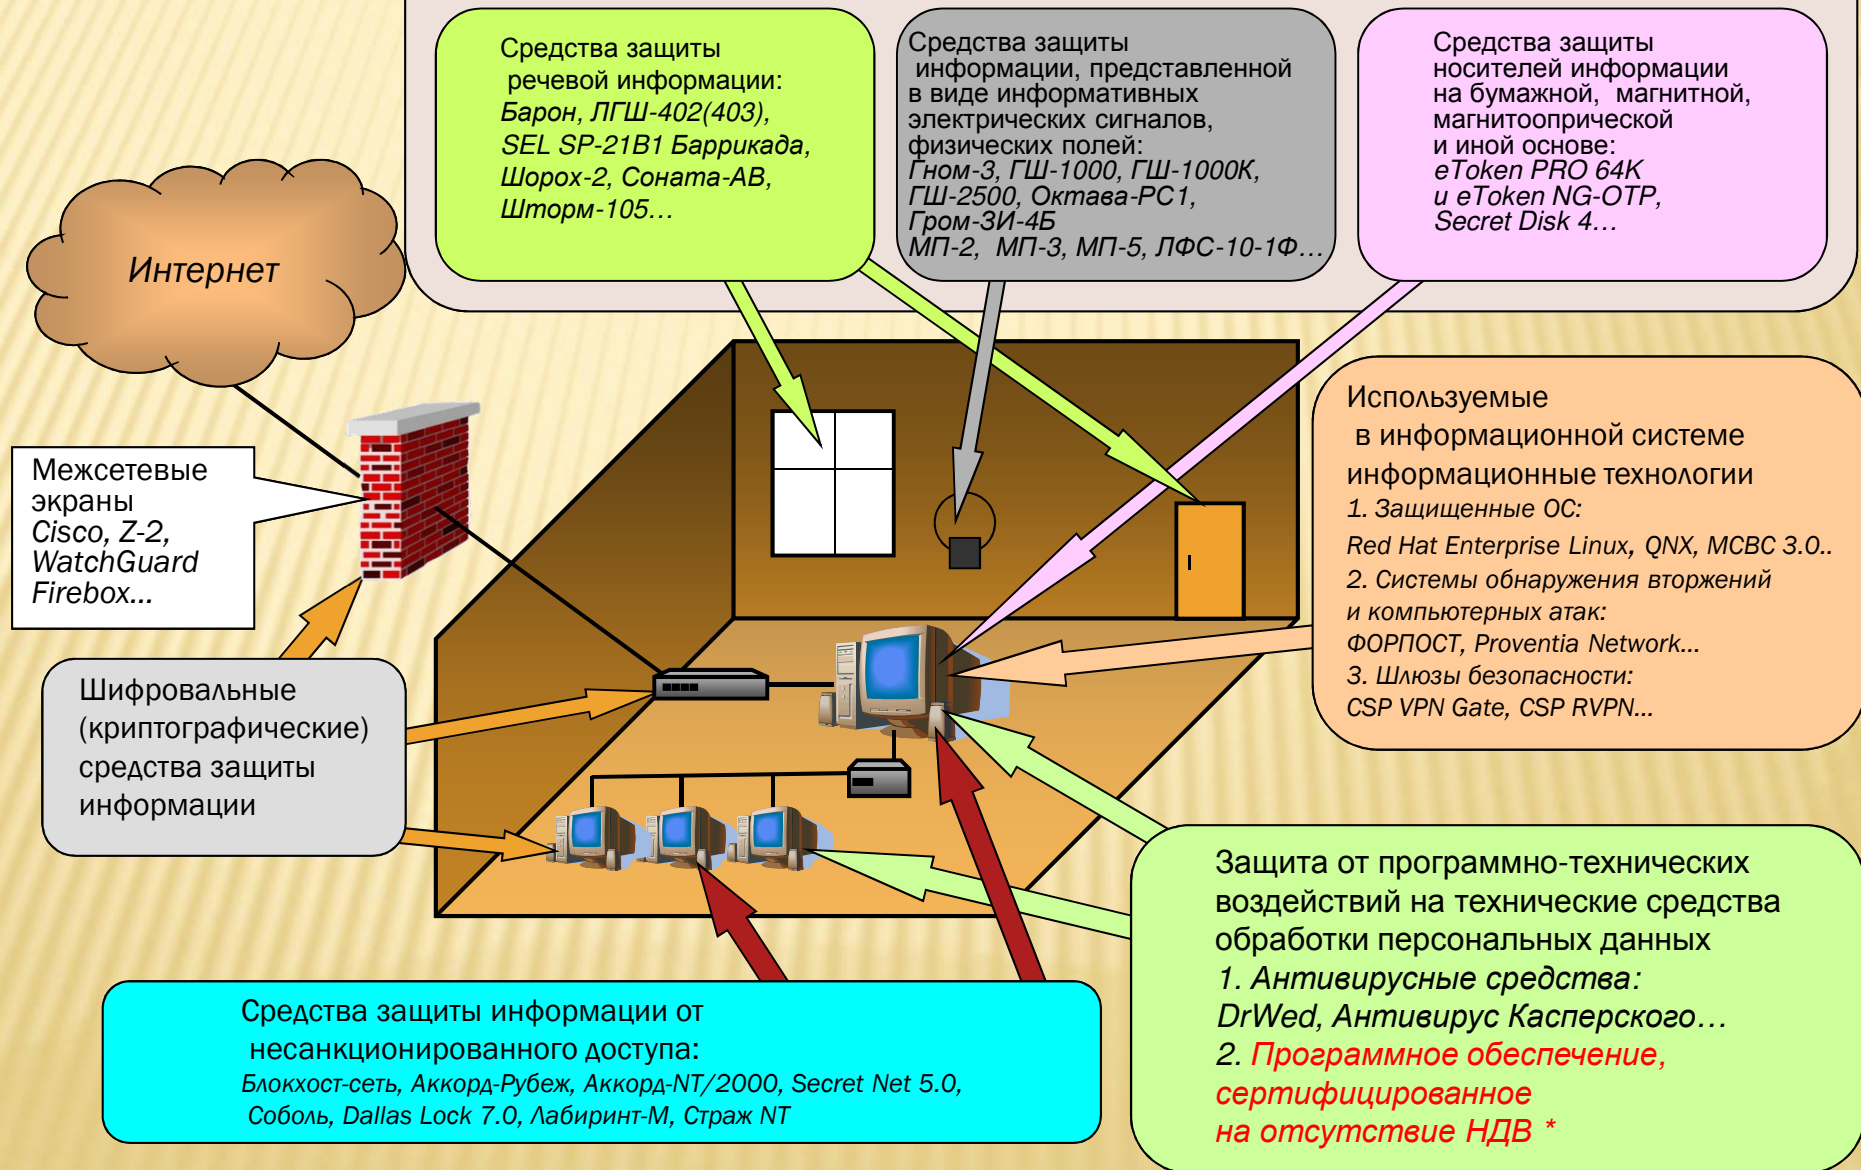 Средства защиты
речевой информации:
Барон, ЛГШ-402(403),
SEL SP-21B1 Баррикада,
Шорох-2, Соната-АВ,
Шторм-105…
Средства защиты
информации, представленной
в виде информативных
электрических сигналов,
физических полей:
Гном-3, ГШ-1000, ГШ-1000К,
ГШ-2500, Октава-РС1,
Гром-ЗИ-4Б
МП-2, МП-3, МП-5, ЛФС-10-1Ф…
Средства защиты
носителей информации
на бумажной, магнитной,
магнитоопрической
и иной основе:
eToken PRO 64K
и eToken NG-OTP,
Secret Disk 4…
Интернет
Межсетевые
экраны
Cisco, Z-2,
WatchGuard
Firebox...
Используемые
в информационной системе
информационные технологии
1. Защищенные ОС:
Red Hat Enterprise Linux, QNX, МСВС 3.0..
2. Системы обнаружения вторжений
и компьютерных атак:
ФОРПОСТ, Proventia Network...
3. Шлюзы безопасности:
CSP VPN Gate, CSP RVPN...
Шифровальные
(криптографические)
средства защиты
информации
Защита от программно-технических
воздействий на технические средства
обработки персональных данных
1. Антивирусные средства:
DrWed, Антивирус Касперского…
2. Программное обеспечение,
сертифицированное
на отсутствие НДВ *
Средства защиты информации от
несанкционированного доступа:
Блокхост-сеть, Аккорд-Рубеж, Аккорд-NT/2000, Secret Net 5.0,
Соболь, Dallas Lock 7.0, Лабиринт-М, Страж NT